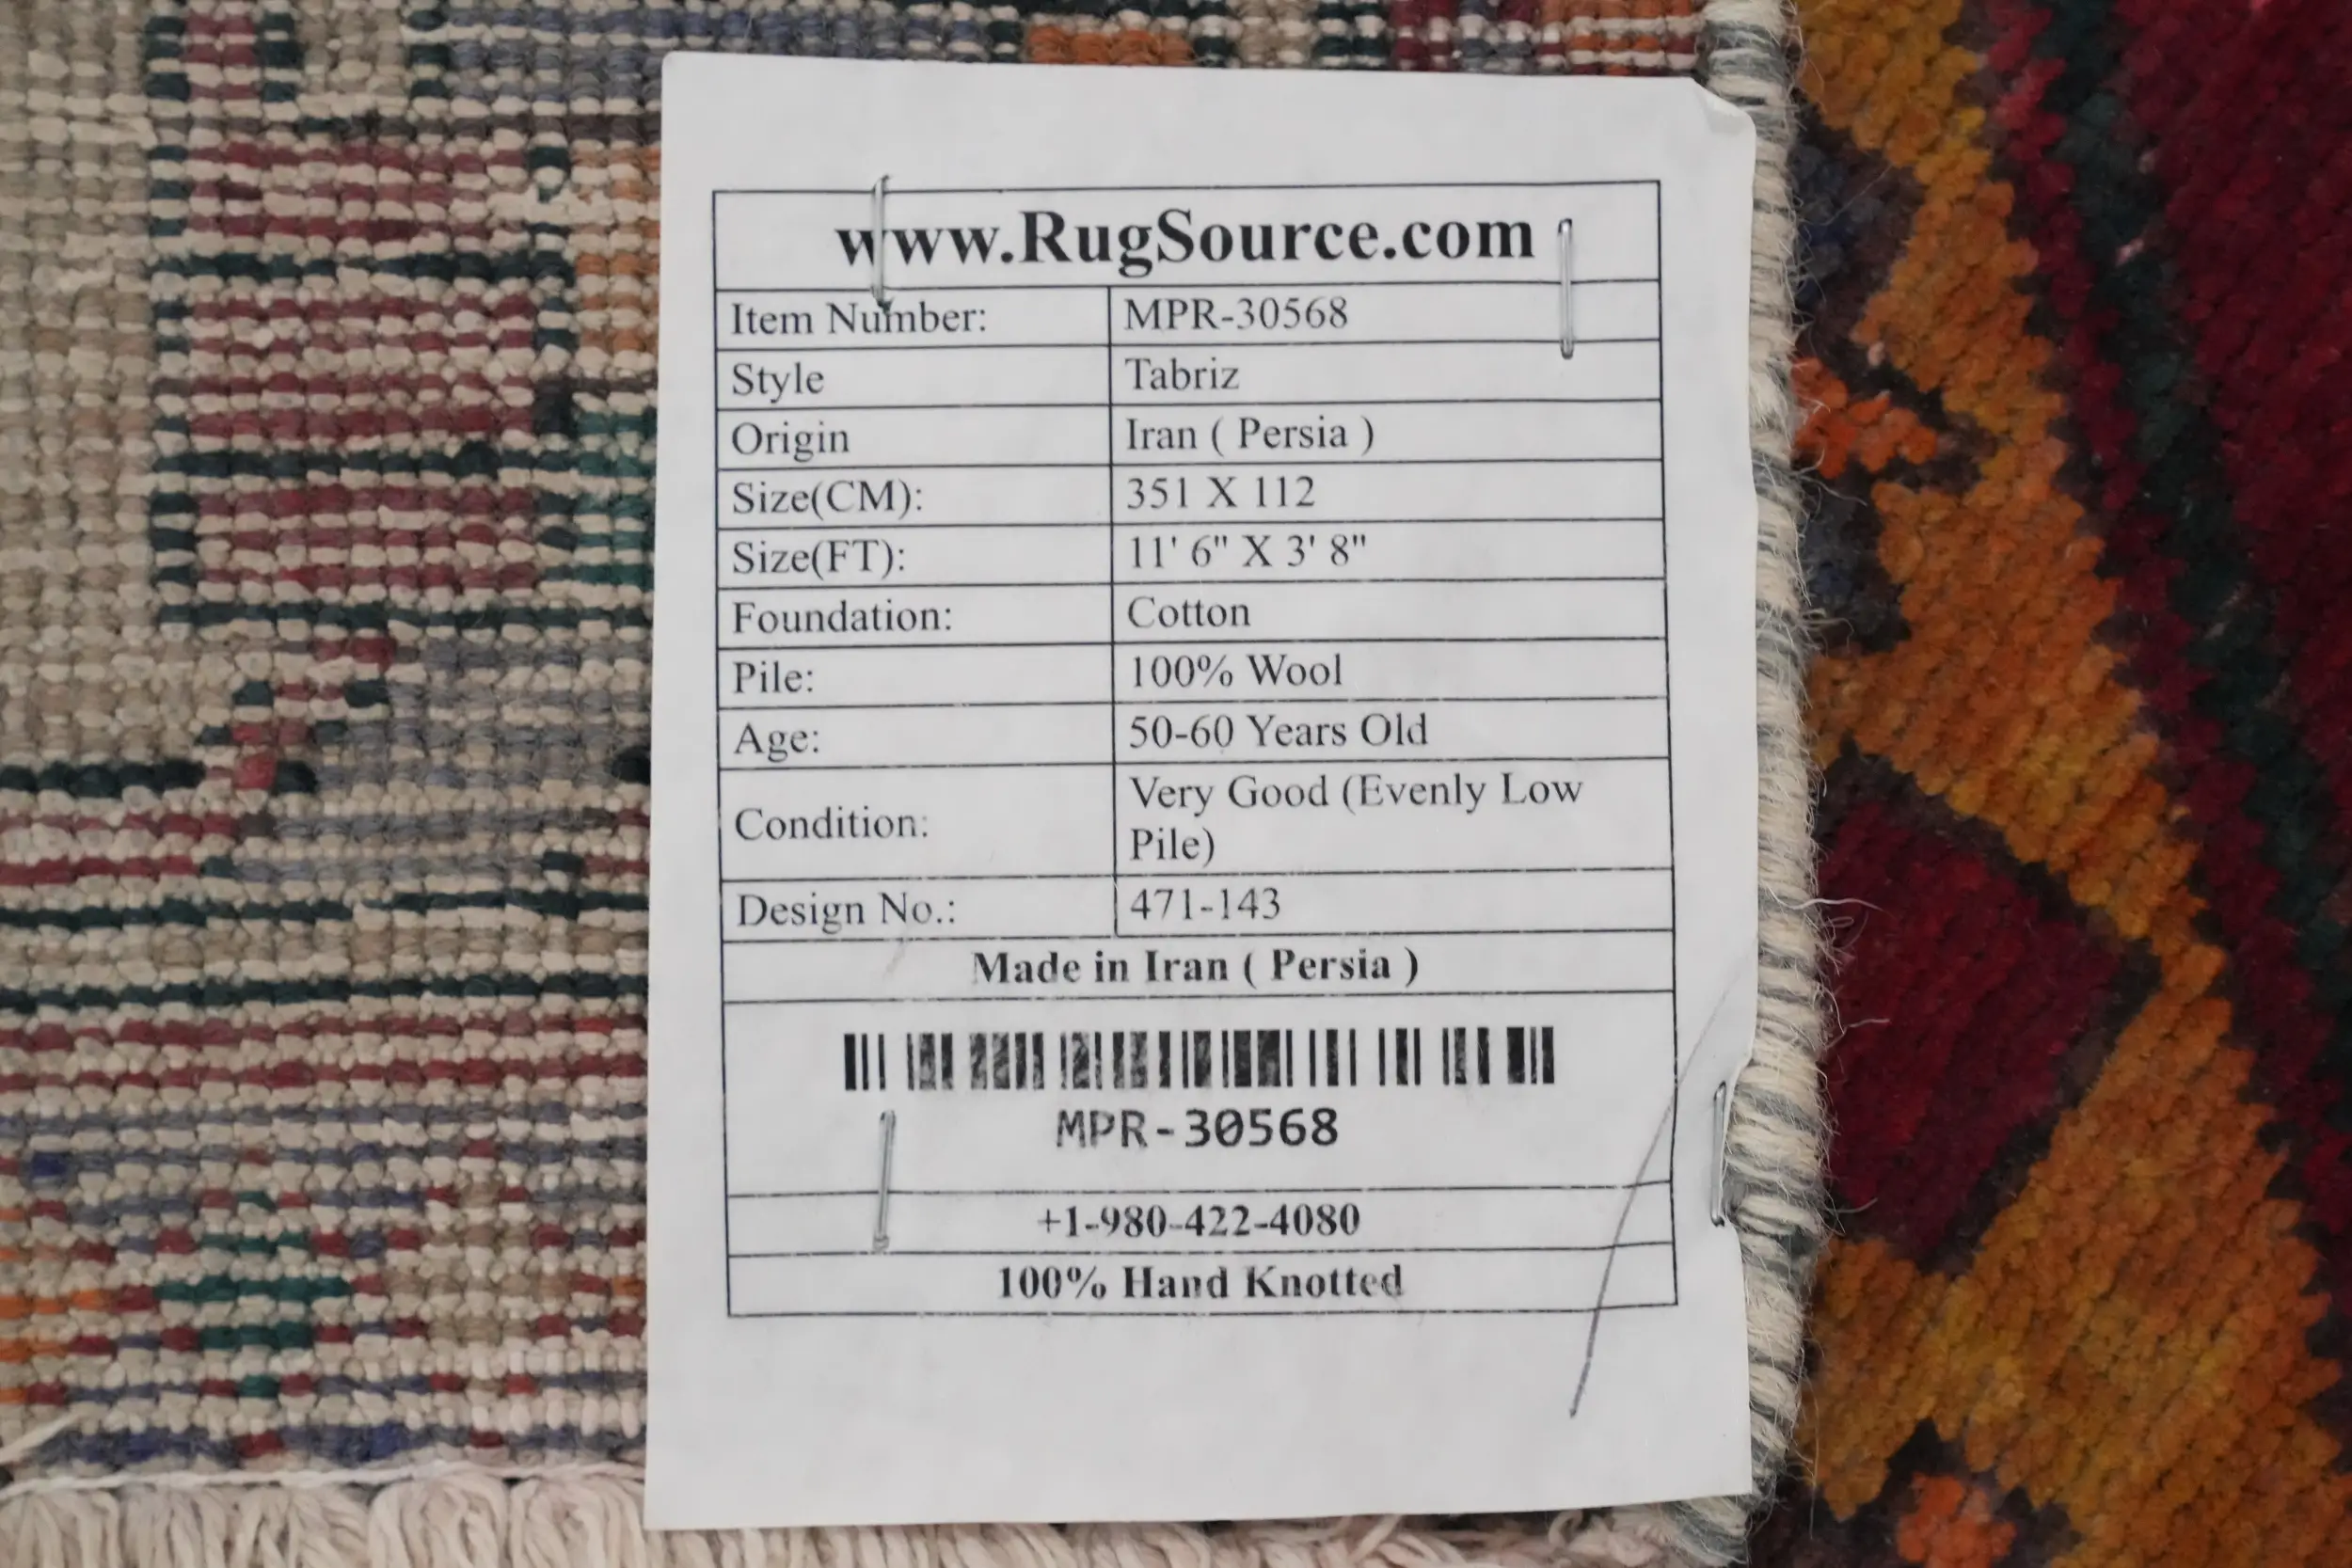 www.RugSource.com
Item Number: MPR-30568
Style Tabriz
Origin Iran ( Persia )
Size(CM): 351 X 112
Size(FT): 11' 6" X 3' 8"
Foundation: Cotton
Pile: 100% Wool
Age: 50-60 Years Old
Condition: Very Good (Evenly Low
Pile)
Design No.: 471-143
Made in Iran ( Persia )
MPR-30568
+1-980-422-4080
100% Hand Knotted